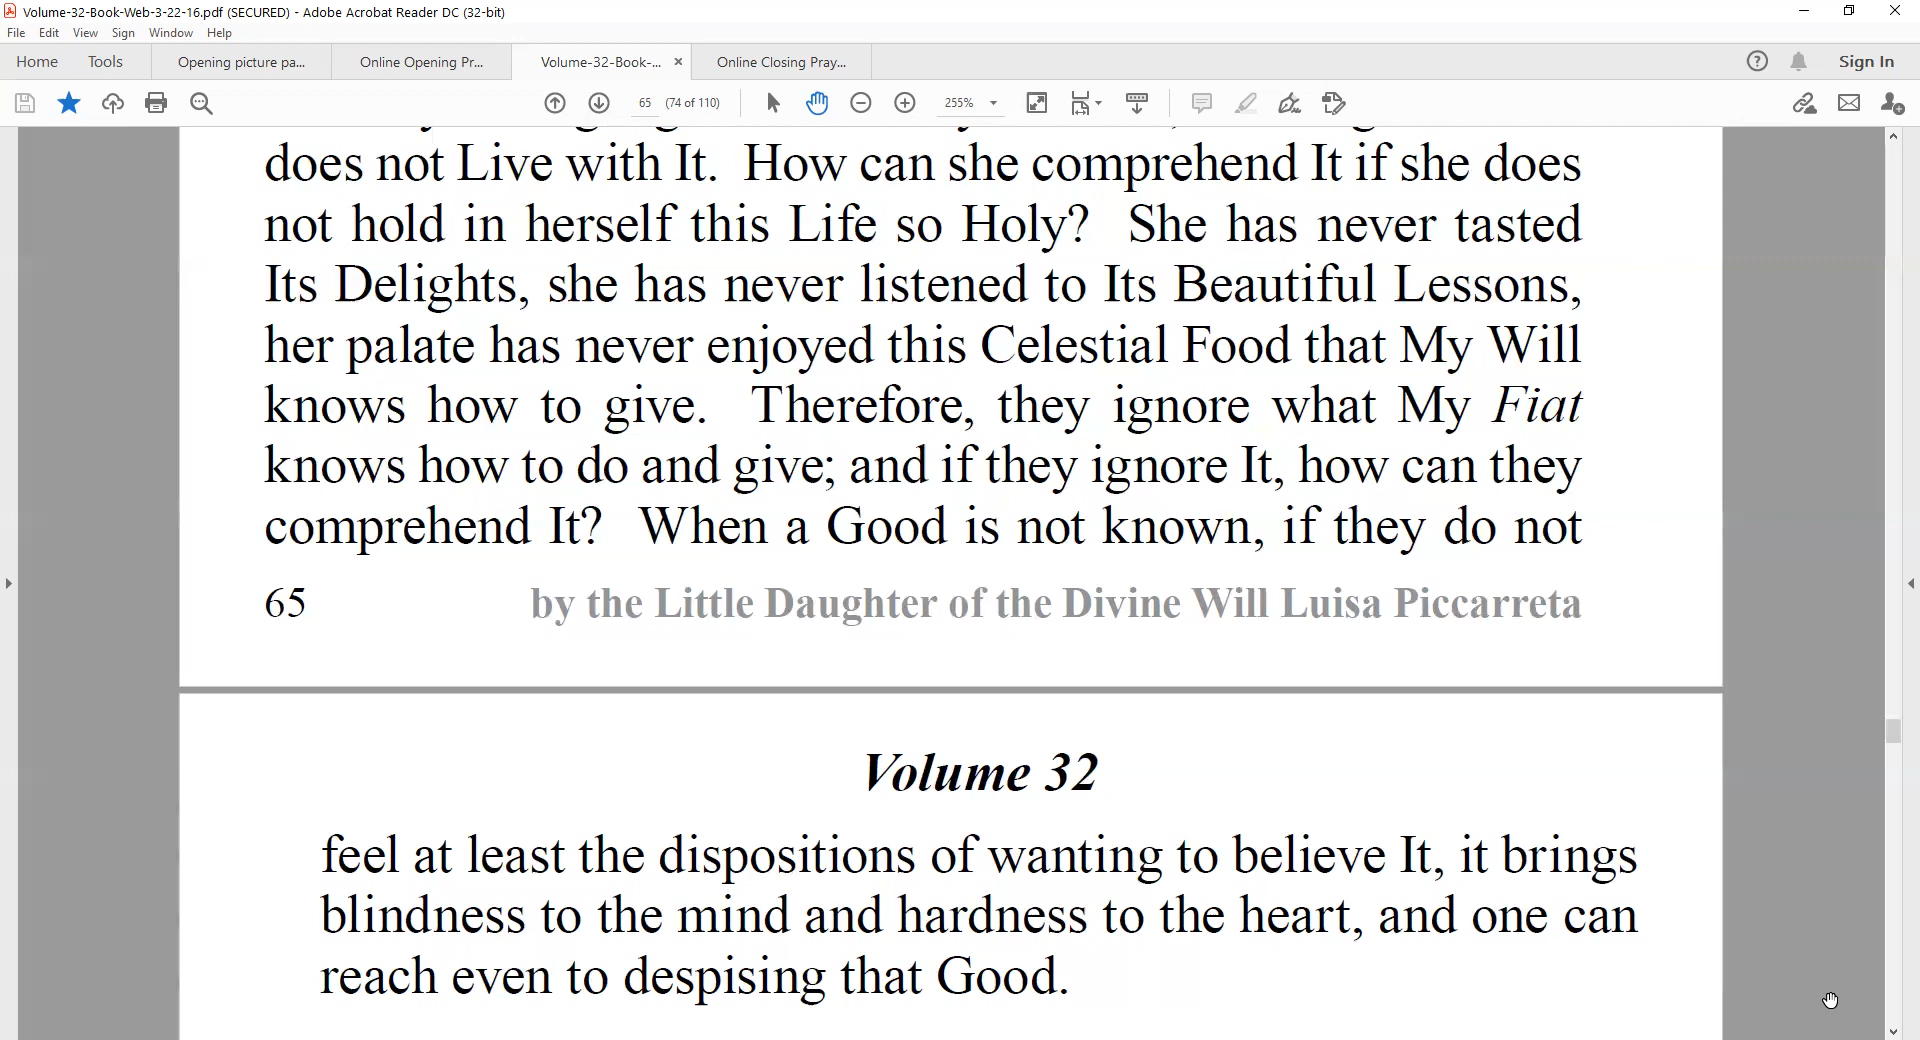 Volume-32-Book-Web-3-22-16.pdf (SECURED) - Adobe Acrobat Reader DC (32-bit)
File Edit View Sign Window Help
Home Tools Opening picture pa... Online Opening Pr... Volume-32-Book-... × Online Closing Pray... Sign In
65 (74 of 110) 255%
does not Live with It. How can she comprehend It if she does
not hold in herself this Life so Holy? She has never tasted
Its Delights, she has never listened to Its Beautiful Lessons,
her palate has never enjoyed this Celestial Food that My Will
knows how to give. Therefore, they ignore what My Fiat
knows how to do and give; and if they ignore It, how can they
comprehend It? When a Good is not known, if they do not
65 by the Little Daughter of the Divine Will Luisa Piccarreta
Volume 32
feel at least the dispositions of wanting to believe It, it brings
blindness to the mind and hardness to the heart, and one can
reach even to despising that Good.